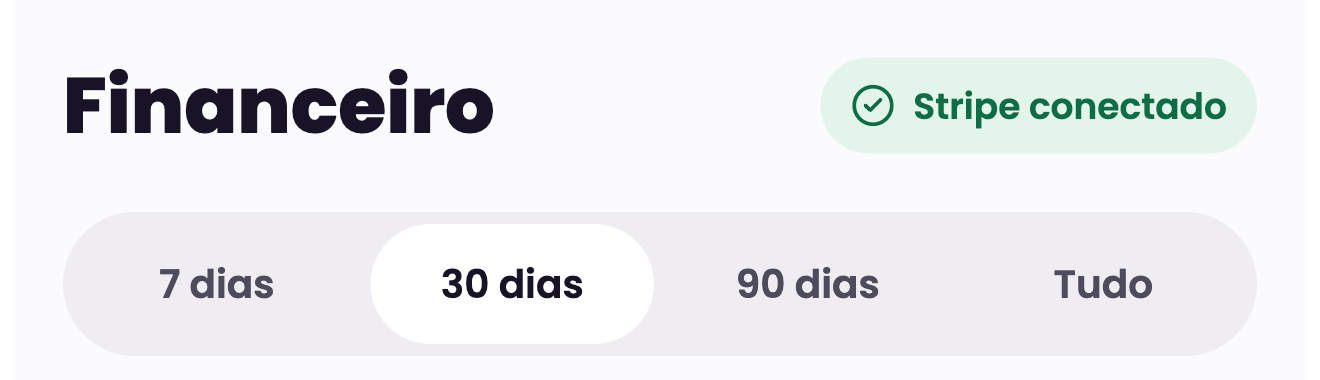 Financeiro
Stripe conectado
7 dias
30 dias
90 dias
Tudo